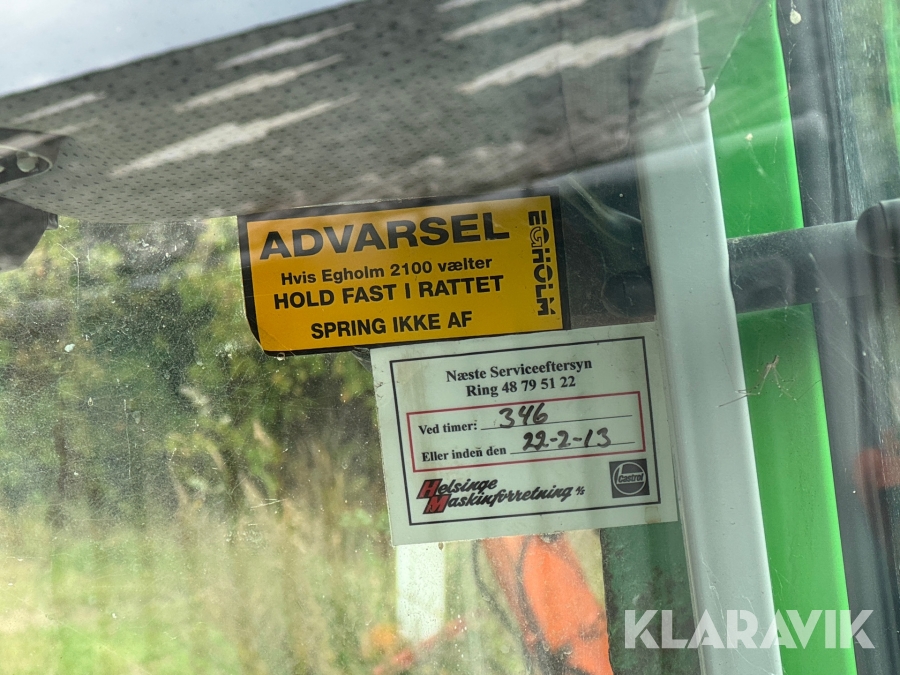 ADVARSEL
Hvis Egholm 2100 vælter
HOLD FAST I RATTET
SPRING IKKE AF
EGHOLM
Næste Serviceeftersyn
Ring 48 79 51 22
Ved timer: 346
Eller inden den 22-2-13
Helsinge
Maskinforretning A/S
Castrol
KLARAVIK